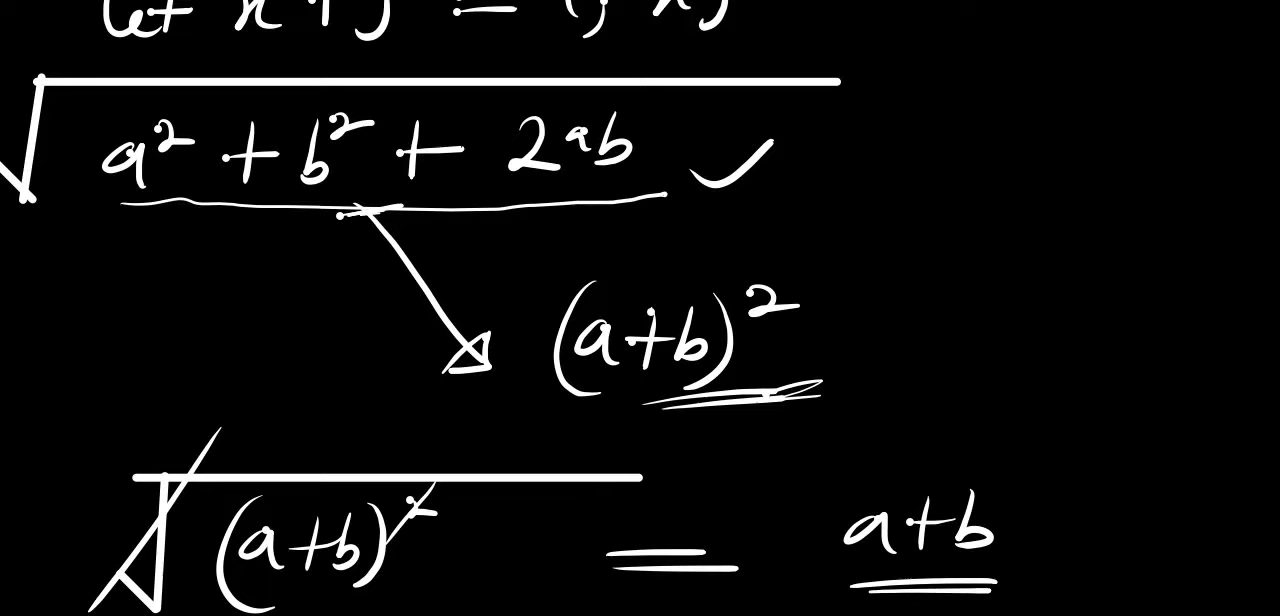 √(a² + b² + 2ab) ✓
(a+b)²
√(a+b)² = a+b